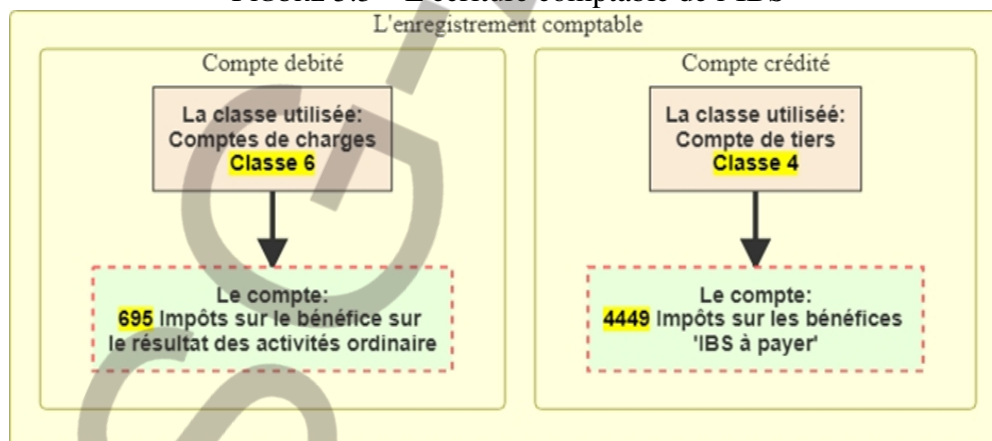 L'enregistrement comptable
Compte debité
La classe utilisée:
Comptes de charges
Classe 6
Le compte:
695 Impôts sur le bénéfice sur
le résultat des activités ordinaire
Compte crédité
La classe utiliséé:
Compte de tiers
Classe 4
Le compte:
4449 Impôts sur les bénéfices
'IBS à payer'